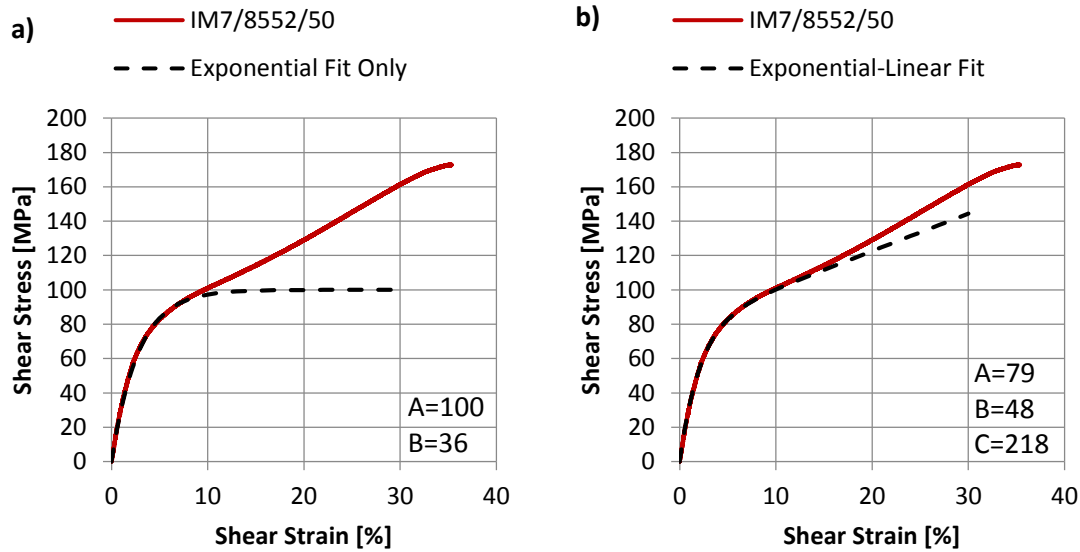 a)
IM7/8552/50
Exponential Fit Only
Shear Stress [MPa]
200
180
160
140
120
100
80
60
40
20
0
A=100
B=36
0 10 20 30 40
Shear Strain [%]
b)
IM7/8552/50
Exponential-Linear Fit
Shear Stress [MPa]
200
180
160
140
120
100
80
60
40
20
0
A=79
B=48
C=218
0 10 20 30 40
Shear Strain [%]